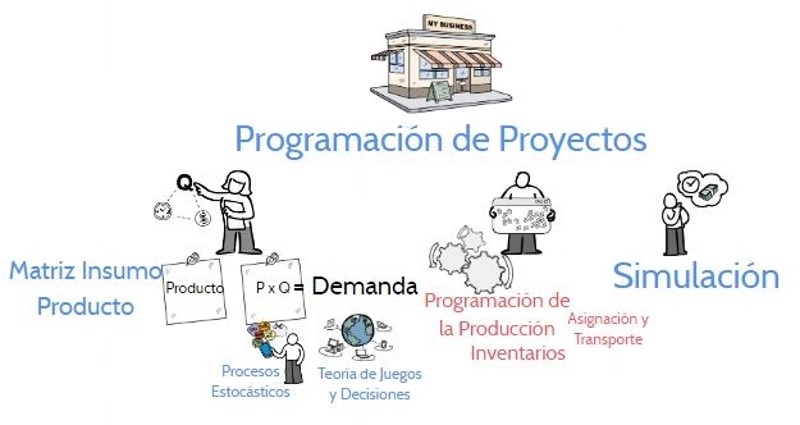 MY BUSINESS
Programación de Proyectos
Q
Matriz Insumo
Producto
Producto
P x Q = Demanda
Programación de
la Producción
Inventarios
Asignación y
Transporte
Simulación
Procesos
Estocásticos
Teoria de Juegos
y Decisiones